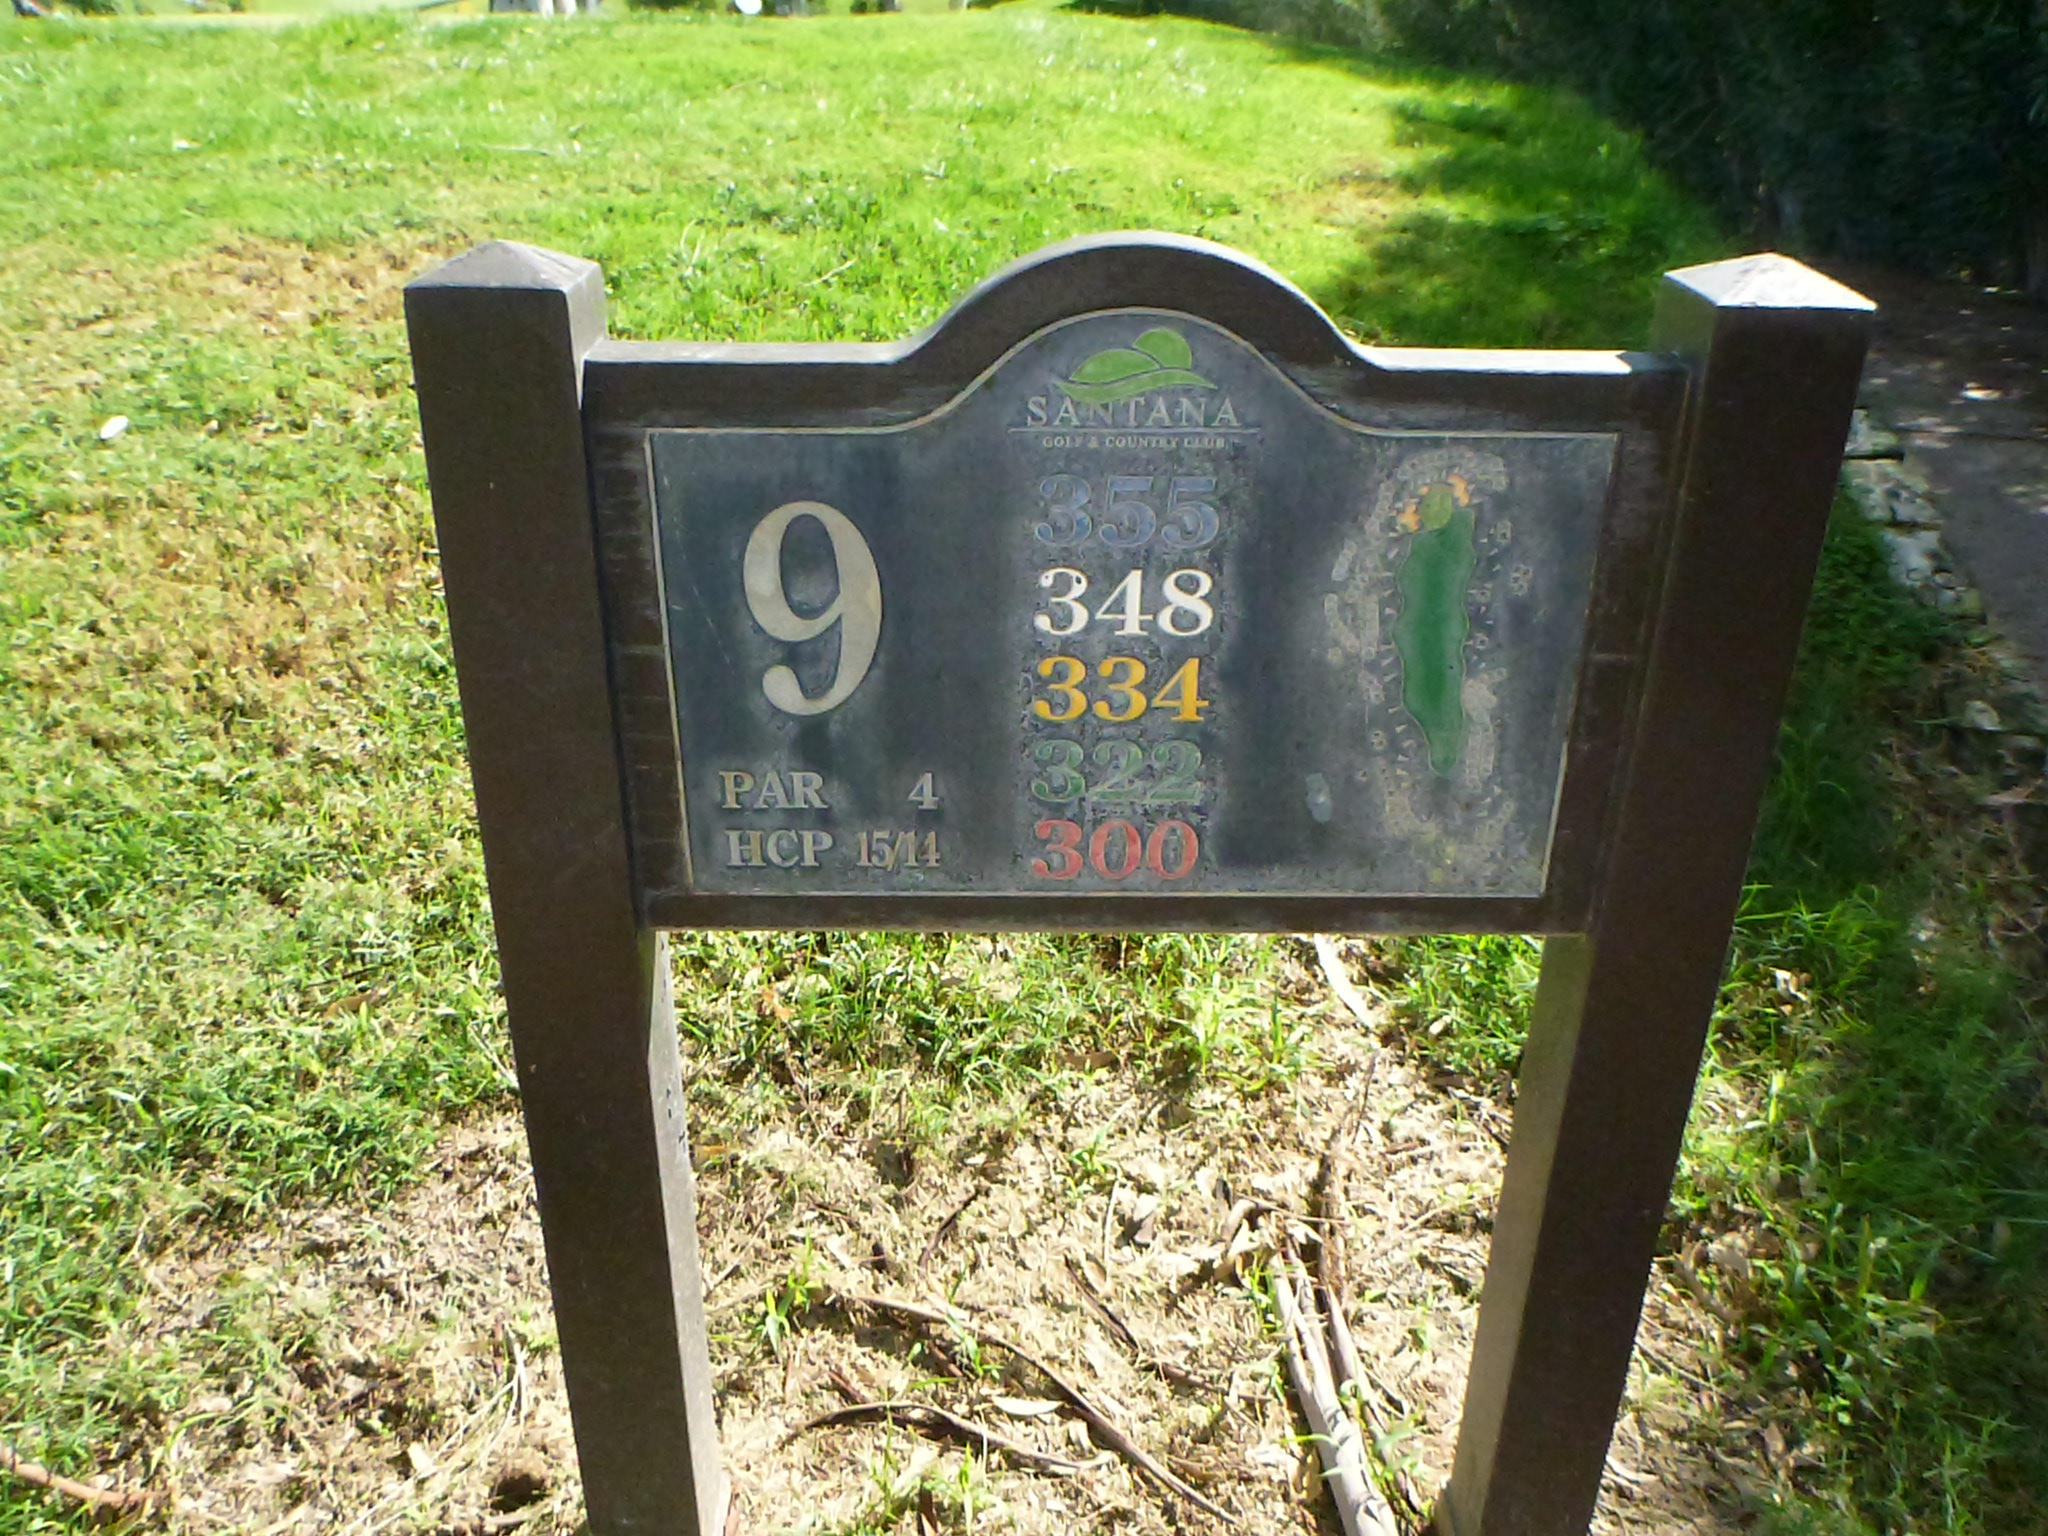 SANTANA
GOLF & COUNTRY CLUB
9
PAR 4
HCP 15/14
355
348
334
322
300